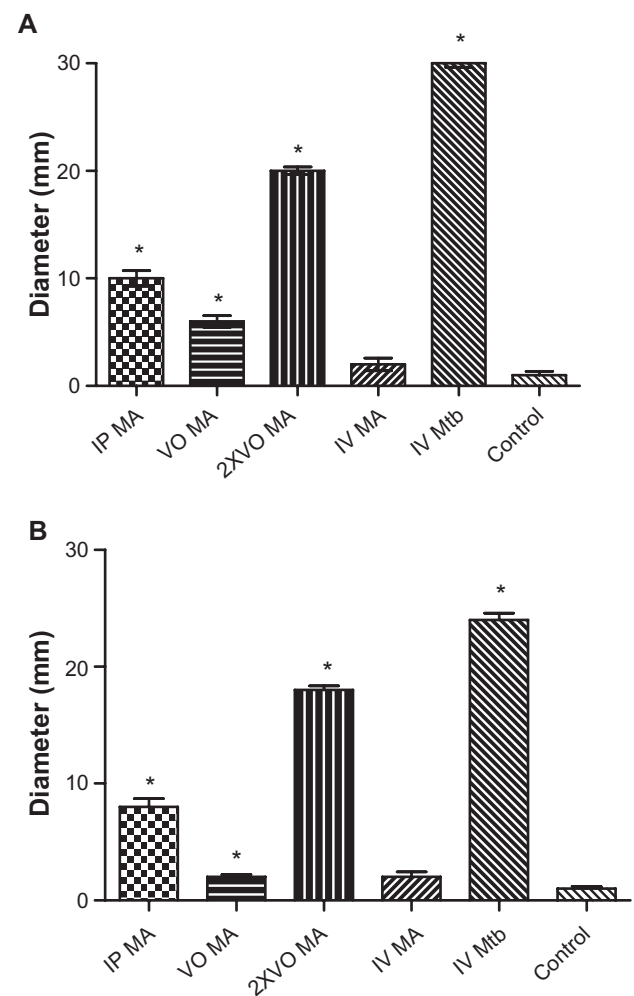 A
Diameter (mm)
30
20
10
0
*
*
*
*
IP MA
VO MA
2XVO MA
IV MA
IV Mtb
Control
B
Diameter (mm)
30
20
10
0
*
*
*
*
IP MA
VO MA
2XVO MA
IV MA
IV Mtb
Control